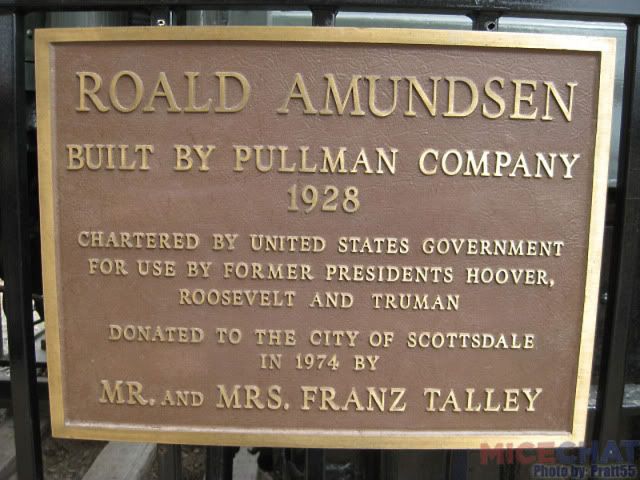 ROALD AMUNDSEN
BUILT BY PULLMAN COMPANY
1928
CHARTERED BY UNITED STATES GOVERNMENT
FOR USE BY FORMER PRESIDENTS HOOVER,
ROOSEVELT AND TRUMAN
DONATED TO THE CITY OF SCOTTSDALE
IN 1974 BY
MR. AND MRS. FRANZ TALLEY
MICECHAT
Photo by: Pratt55